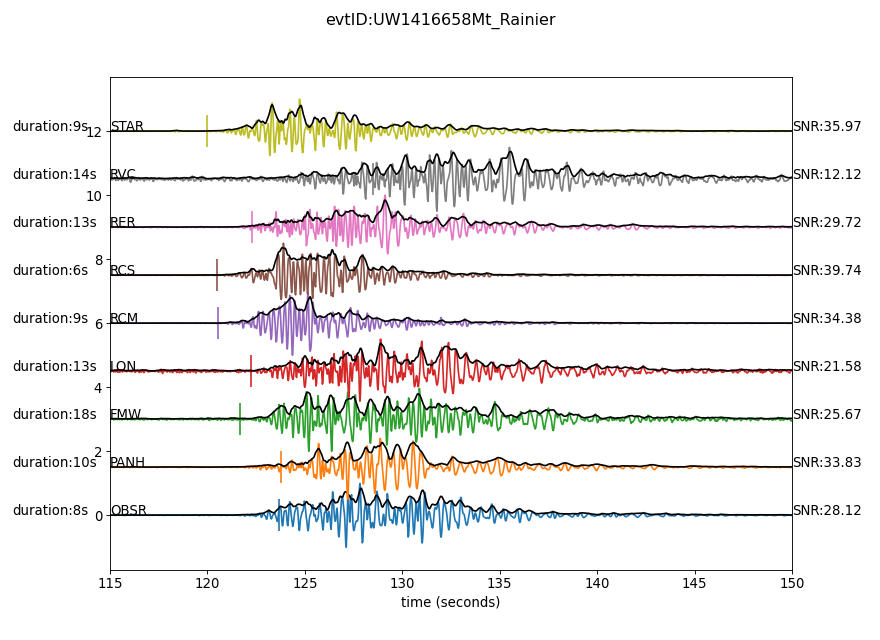 evtID:UW1416658Mt_Rainier
duration:9s 12 STAR SNR:35.97
duration:14s RVC SNR:12.12
10
duration:13s RER SNR:29.72
8
duration:6s RCS SNR:39.74
duration:9s 6 RCM SNR:34.38
duration:13s LON SNR:21.58
4
duration:18s FMW SNR:25.67
2
duration:10s PANH SNR:33.83
duration:8s 0 OBSR SNR:28.12
115 120 125 130 135 140 145 150
time (seconds)